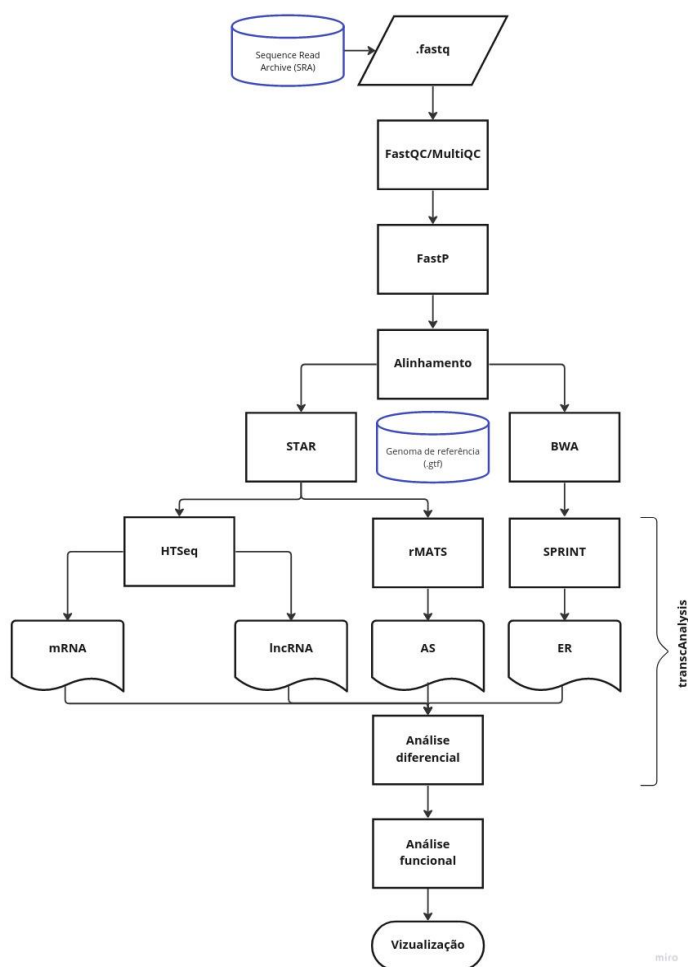 Sequence Read
Archive (SRA)
.fastq
FastQC/MultiQC
FastP
Alinhamento
STAR
Genoma de referência
(.gtf)
BWA
HTSeq
rMATS
SPRINT
mRNA
lncRNA
AS
ER
transcAnalysis
Análise
diferencial
Análise
funcional
Vizualização
miro